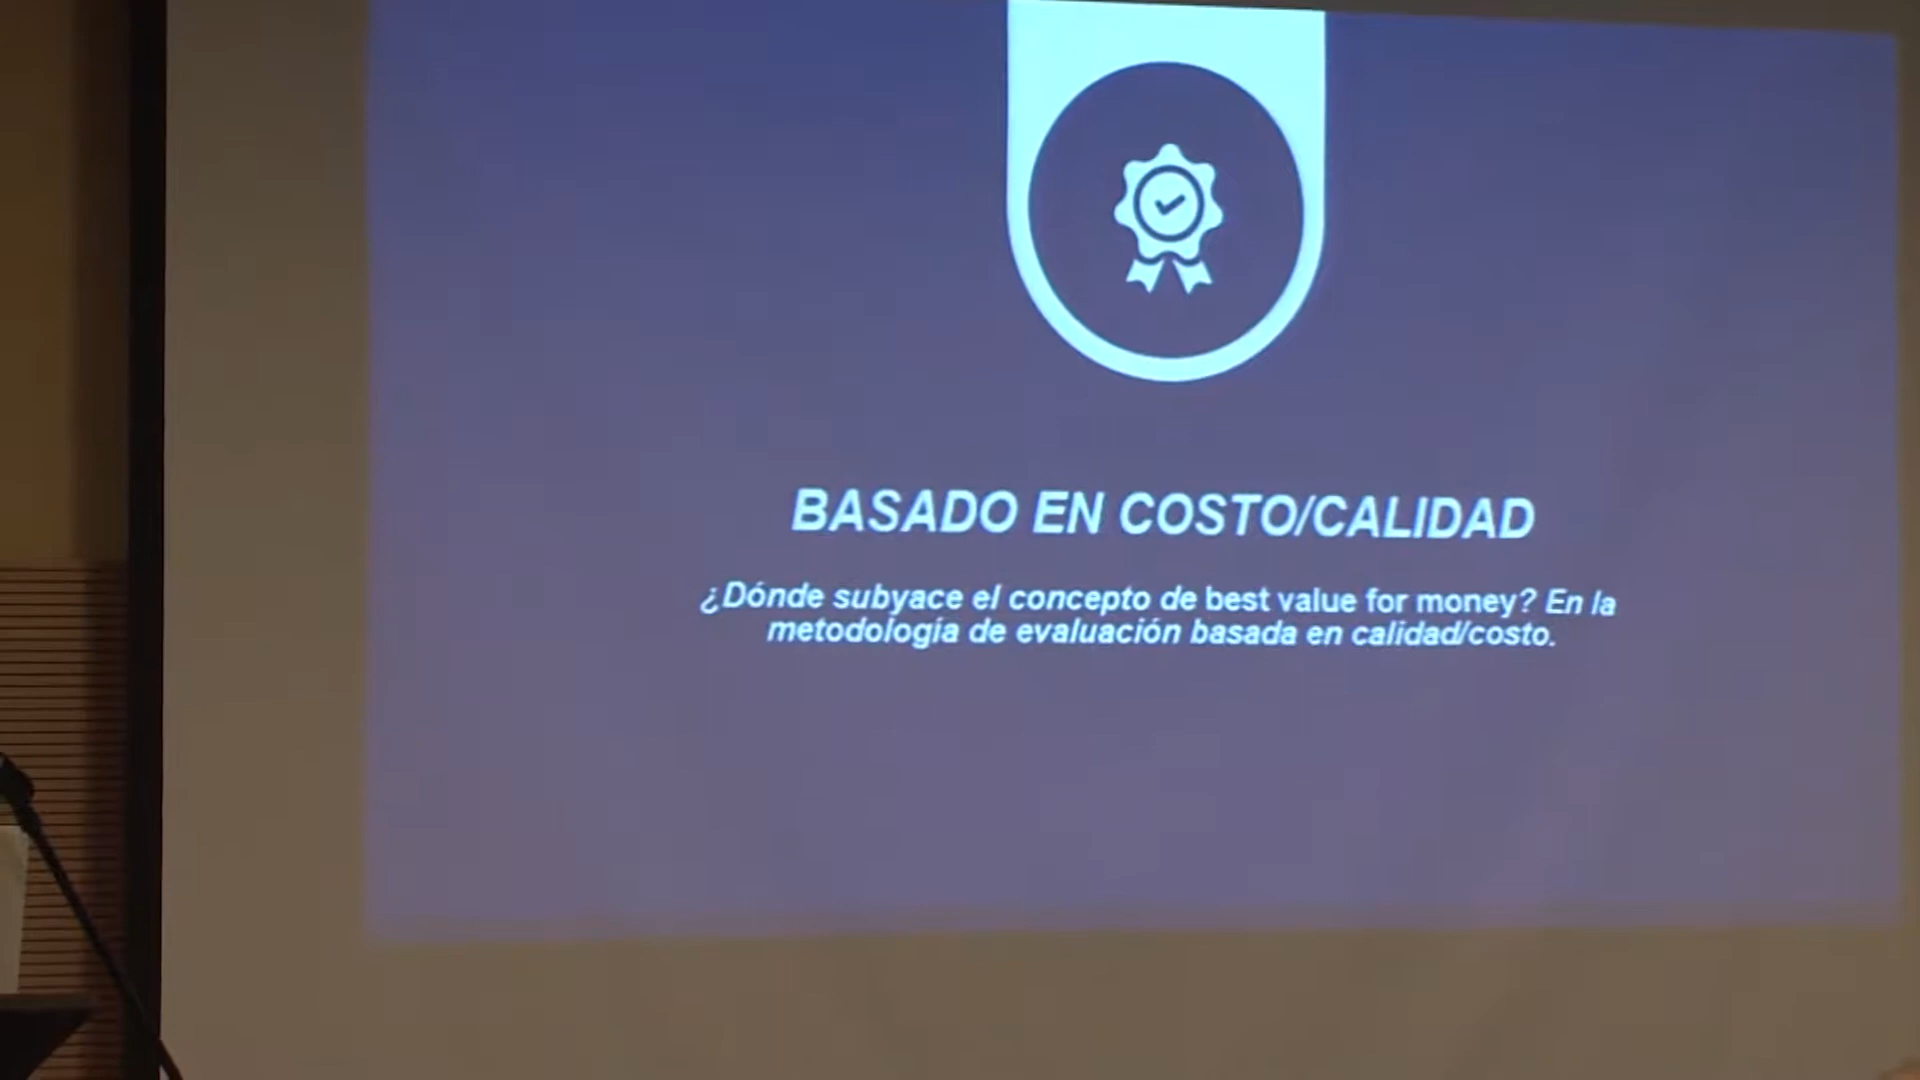 BASADO EN COSTO/CALIDAD
¿Dónde subyace el concepto de best value for money? En la
metodología de evaluación basada en calidad/costo.